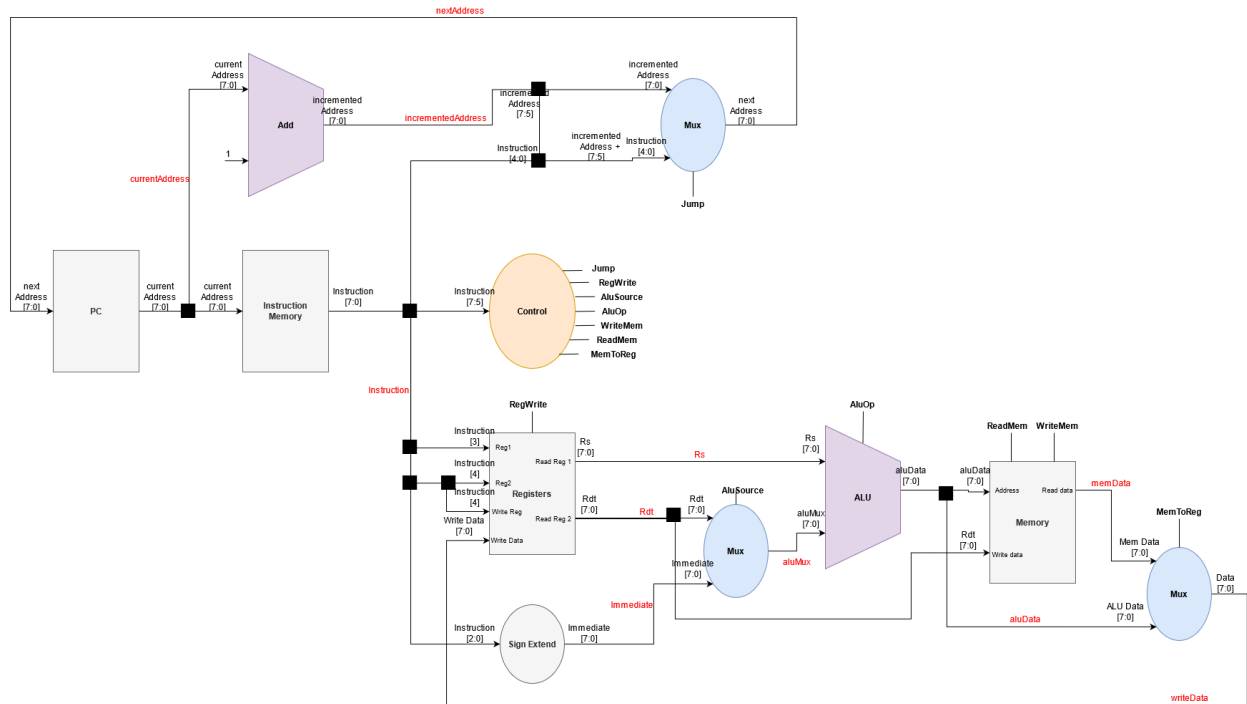 nextAddress
current
Address
[7:0]
incremented
Address
[7:0]
Add
1
incrementedAddress
currentAddress
incremented
Address
[7:5]
incremented
Address
[7:0]
Instruction
[4:0]
incremented
Address +
[7:5]
Instruction
[4:0]
Mux
next
Address
[7:0]
Jump
next
Address
[7:0]
PC
current
Address
[7:0]
current
Address
[7:0]
Instruction
Memory
Instruction
[7:0]
Instruction
[7:5]
Control
Jump
RegWrite
AluSource
AluOp
WriteMem
ReadMem
MemToReg
Instruction
RegWrite
Instruction
[3]
Instruction
[4]
Instruction
[4]
Write Data
[7:0]
Reg1
Reg2
Write Reg
Write Data
Registers
Read Reg 1
Read Reg 2
Rs
[7:0]
Rs
Rs
[7:0]
Rdt
[7:0]
Rdt
Rdt
[7:0]
AluSource
Mux
Immediate
[7:0]
Immediate
Instruction
[2:0]
Sign Extend
Immediate
[7:0]
aluMux
[7:0]
aluMux
AluOp
ALU
aluData
[7:0]
aluData
[7:0]
ReadMem
WriteMem
Address
Read data
Memory
Write data
Rdt
[7:0]
memData
MemToReg
Mem Data
[7:0]
Mux
ALU Data
[7:0]
aluData
Data
[7:0]
writeData